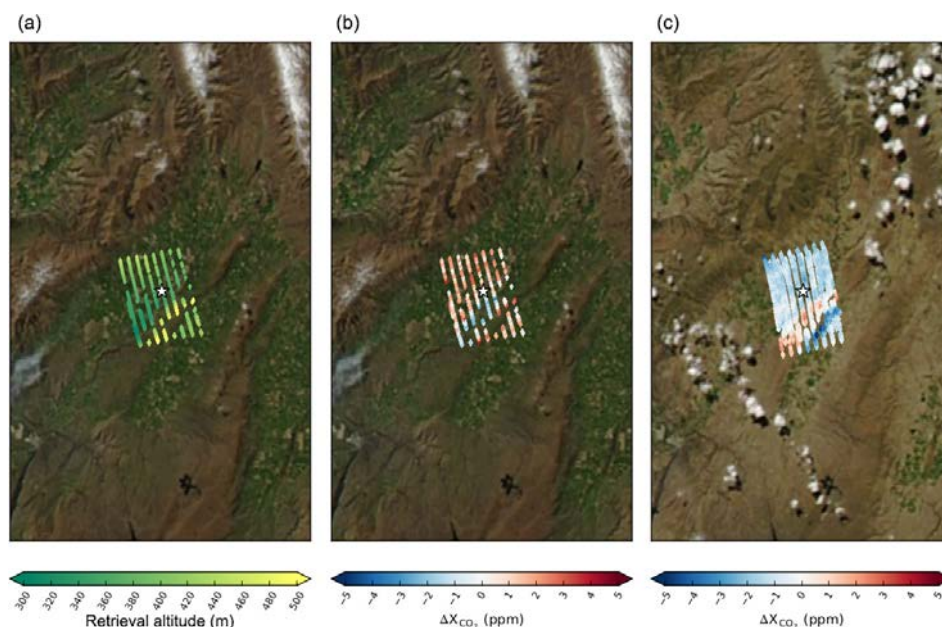 (a) (b) (c)
300 320 340 360 380 400 420 440 460 480 500
Retrieval altitude (m)
−5 −4 −3 −2 −1 0 1 2 3 4 5
ΔX_CO₂ (ppm)
−5 −4 −3 −2 −1 0 1 2 3 4 5
ΔX_CO₂ (ppm)